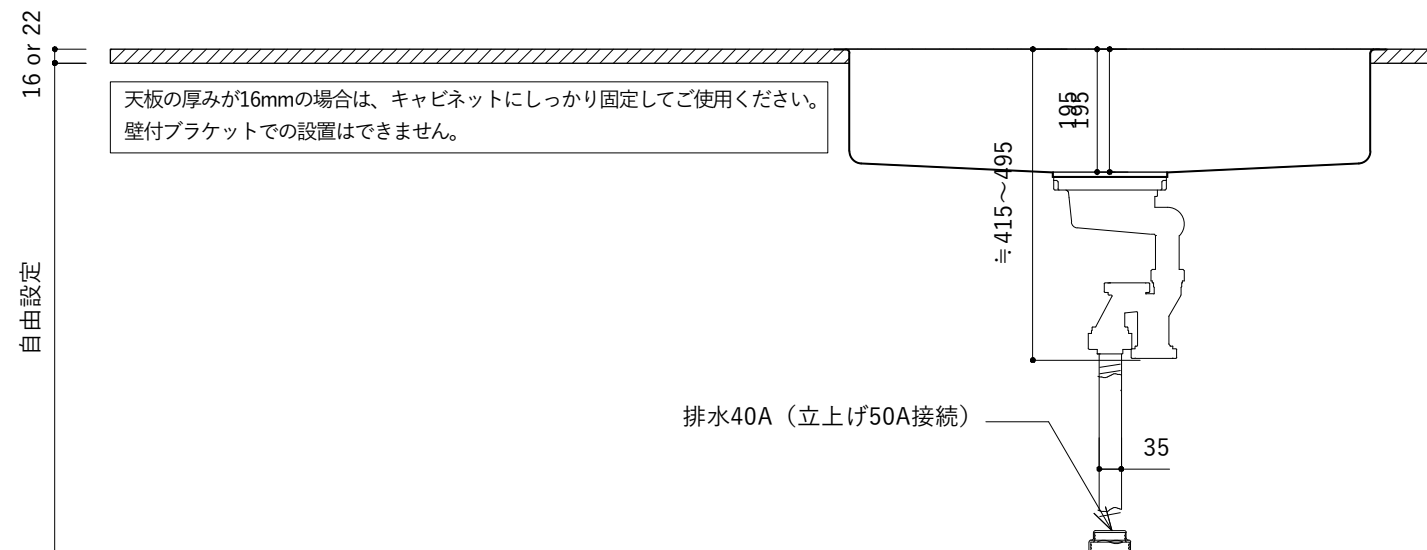 16 or 22
天板の厚みが16mmの場合は、キャビネットにしっかり固定してご使用ください。
壁付ブラケットでの設置はできません。
195
195
≒415～495
自由設定
排水40A（立上げ50A接続）
35